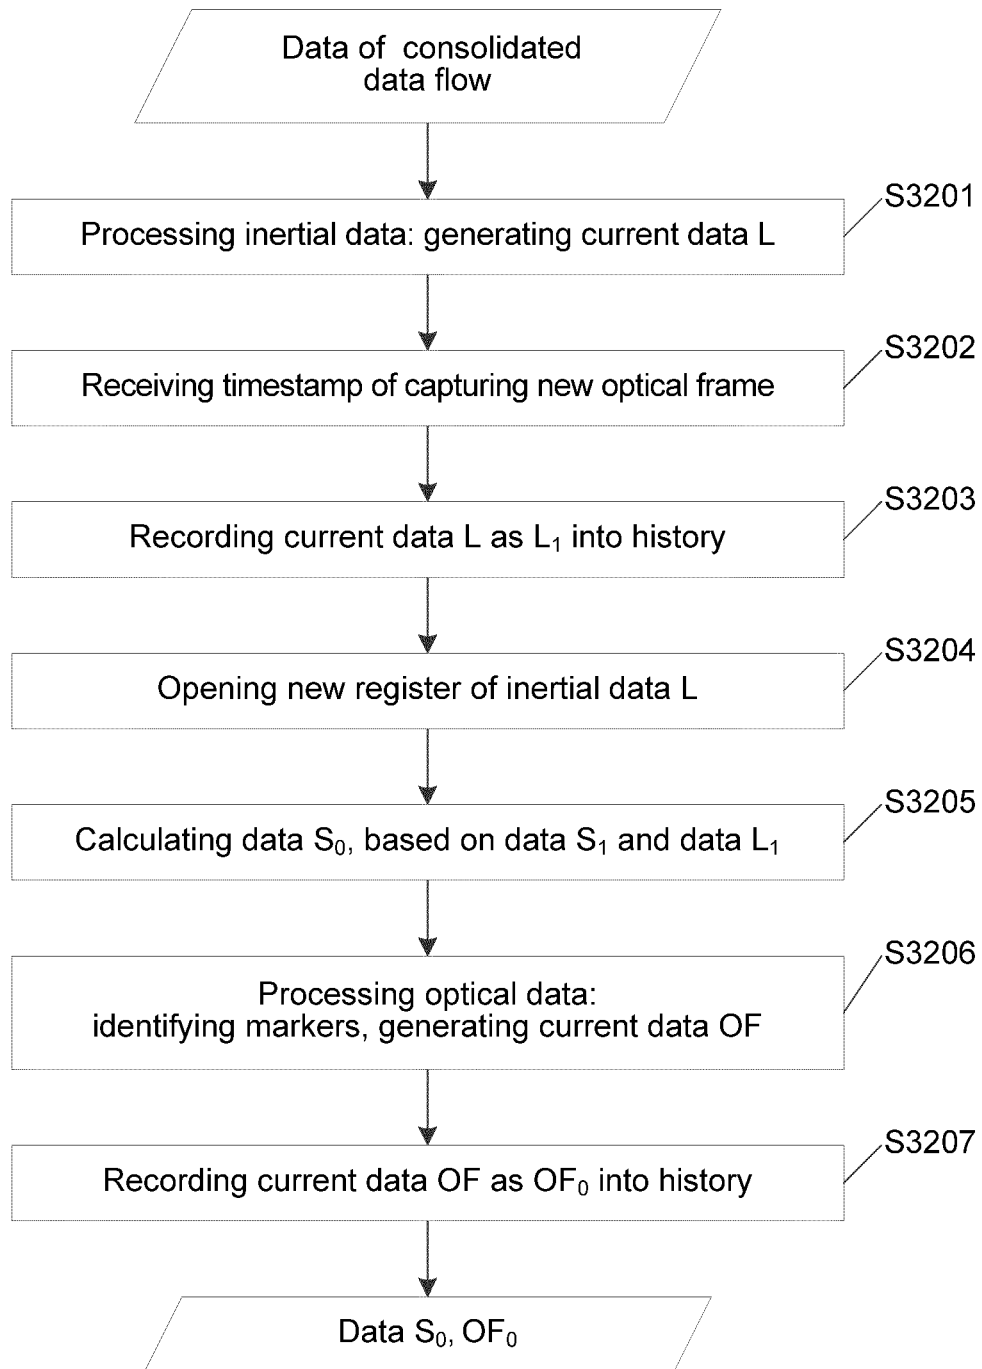 Data of consolidated
data flow
S3201
Processing inertial data: generating current data L
S3202
Receiving timestamp of capturing new optical frame
S3203
Recording current data L as L₁ into history
S3204
Opening new register of inertial data L
S3205
Calculating data S₀, based on data S₁ and data L₁
S3206
Processing optical data:
identifying markers, generating current data OF
S3207
Recording current data OF as OF₀ into history
Data S₀, OF₀